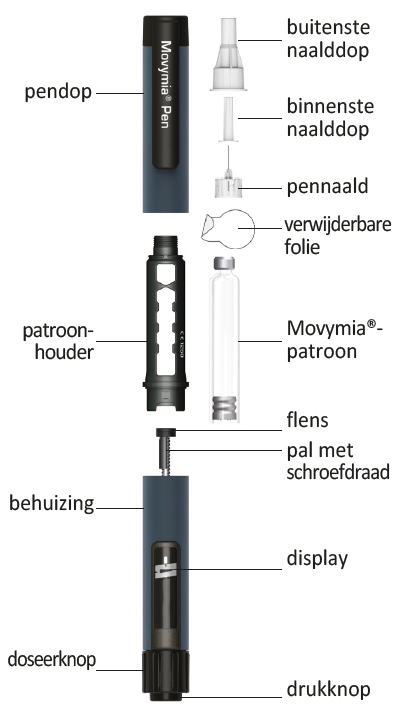 buitenste
naalddop
Movymia® Pen
pendop
binnenste
naalddop
pennaald
verwijderbare
folie
patroon-
houder
Movymia®-
patroon
flens
pal met
schroefdraad
behuizing
display
doseerknop
drukknop